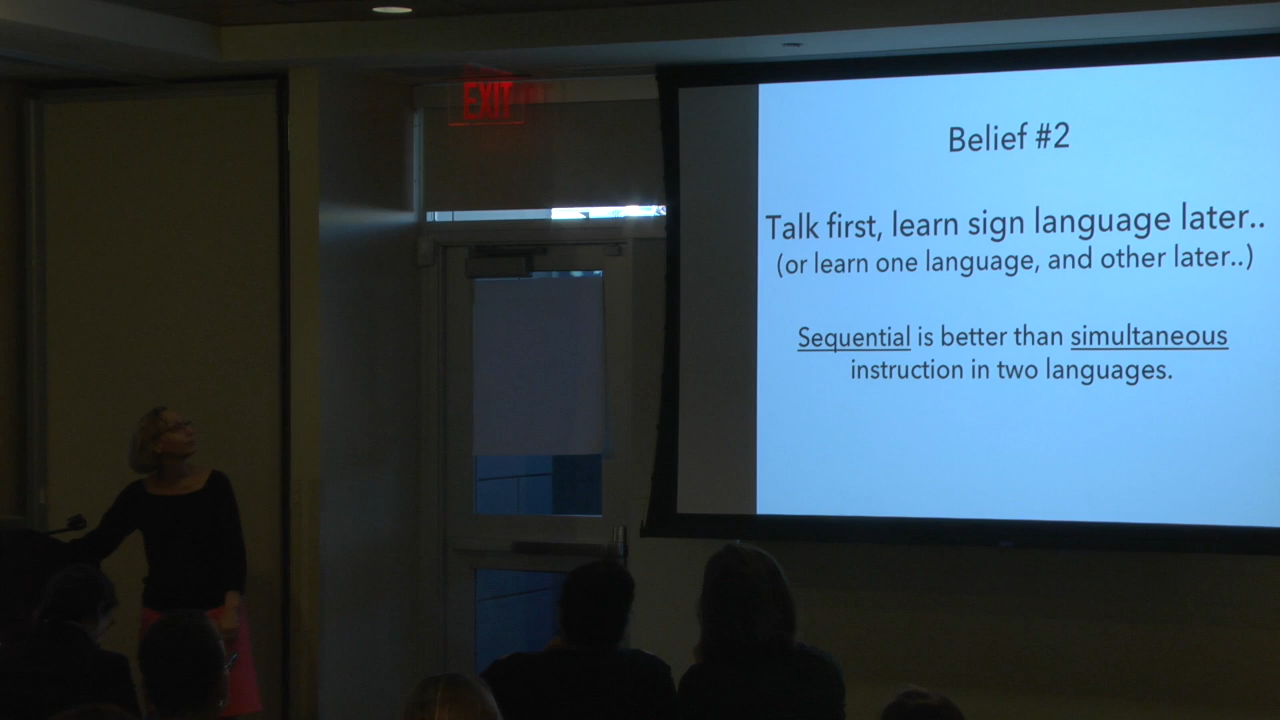 EXIT
Belief #2
Talk first, learn sign language later..
(or learn one language, and other later..)
Sequential is better than simultaneous
instruction in two languages.